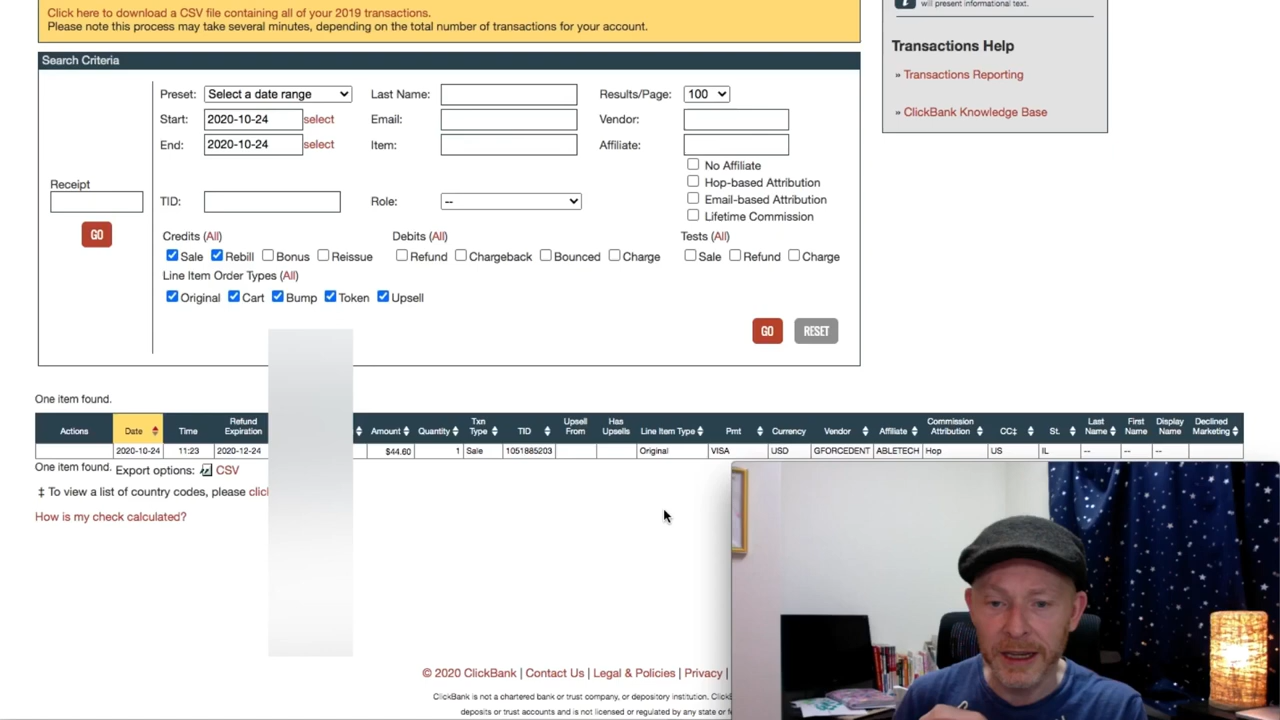 Click here to download a CSV file containing all of your 2019 transactions.
Please note this process may take several minutes, depending on the total number of transactions for your account.
will present informational text.
Transactions Help
» Transactions Reporting
» ClickBank Knowledge Base
Search Criteria
Receipt
GO
Preset: Select a date range Last Name: Results/Page: 100
Start: 2020-10-24 select Email: Vendor:
End: 2020-10-24 select Item: Affiliate:
No Affiliate
Hop-based Attribution
Email-based Attribution
Lifetime Commission
TID: Role: --
Credits (All) Debits (All) Tests (All)
Sale Rebill Bonus Reissue Refund Chargeback Bounced Charge Sale Refund Charge
Line Item Order Types (All)
Original Cart Bump Token Upsell
GO RESET
One item found.
Actions Date Time Refund Expiration Amount Quantity Txn Type TID Upsell From Has Upsells Line Item Type Pmt Currency Vendor Affiliate Commission Attribution CC‡ St. Last Name First Name Display Name Declined Marketing
2020-10-24 11:23 2020-12-24 $44.60 1 Sale 1051885203 Original VISA USD GFORCEDENT ABLETECH Hop US IL -- -- --
One item found. Export options: CSV
‡ To view a list of country codes, please
How is my check calculated?
© 2020 ClickBank | Contact Us | Legal & Policies | Privacy |
ClickBank is not a chartered bank or trust company, or depository institution.
deposits or trust accounts and is not licensed or regulated by any state or